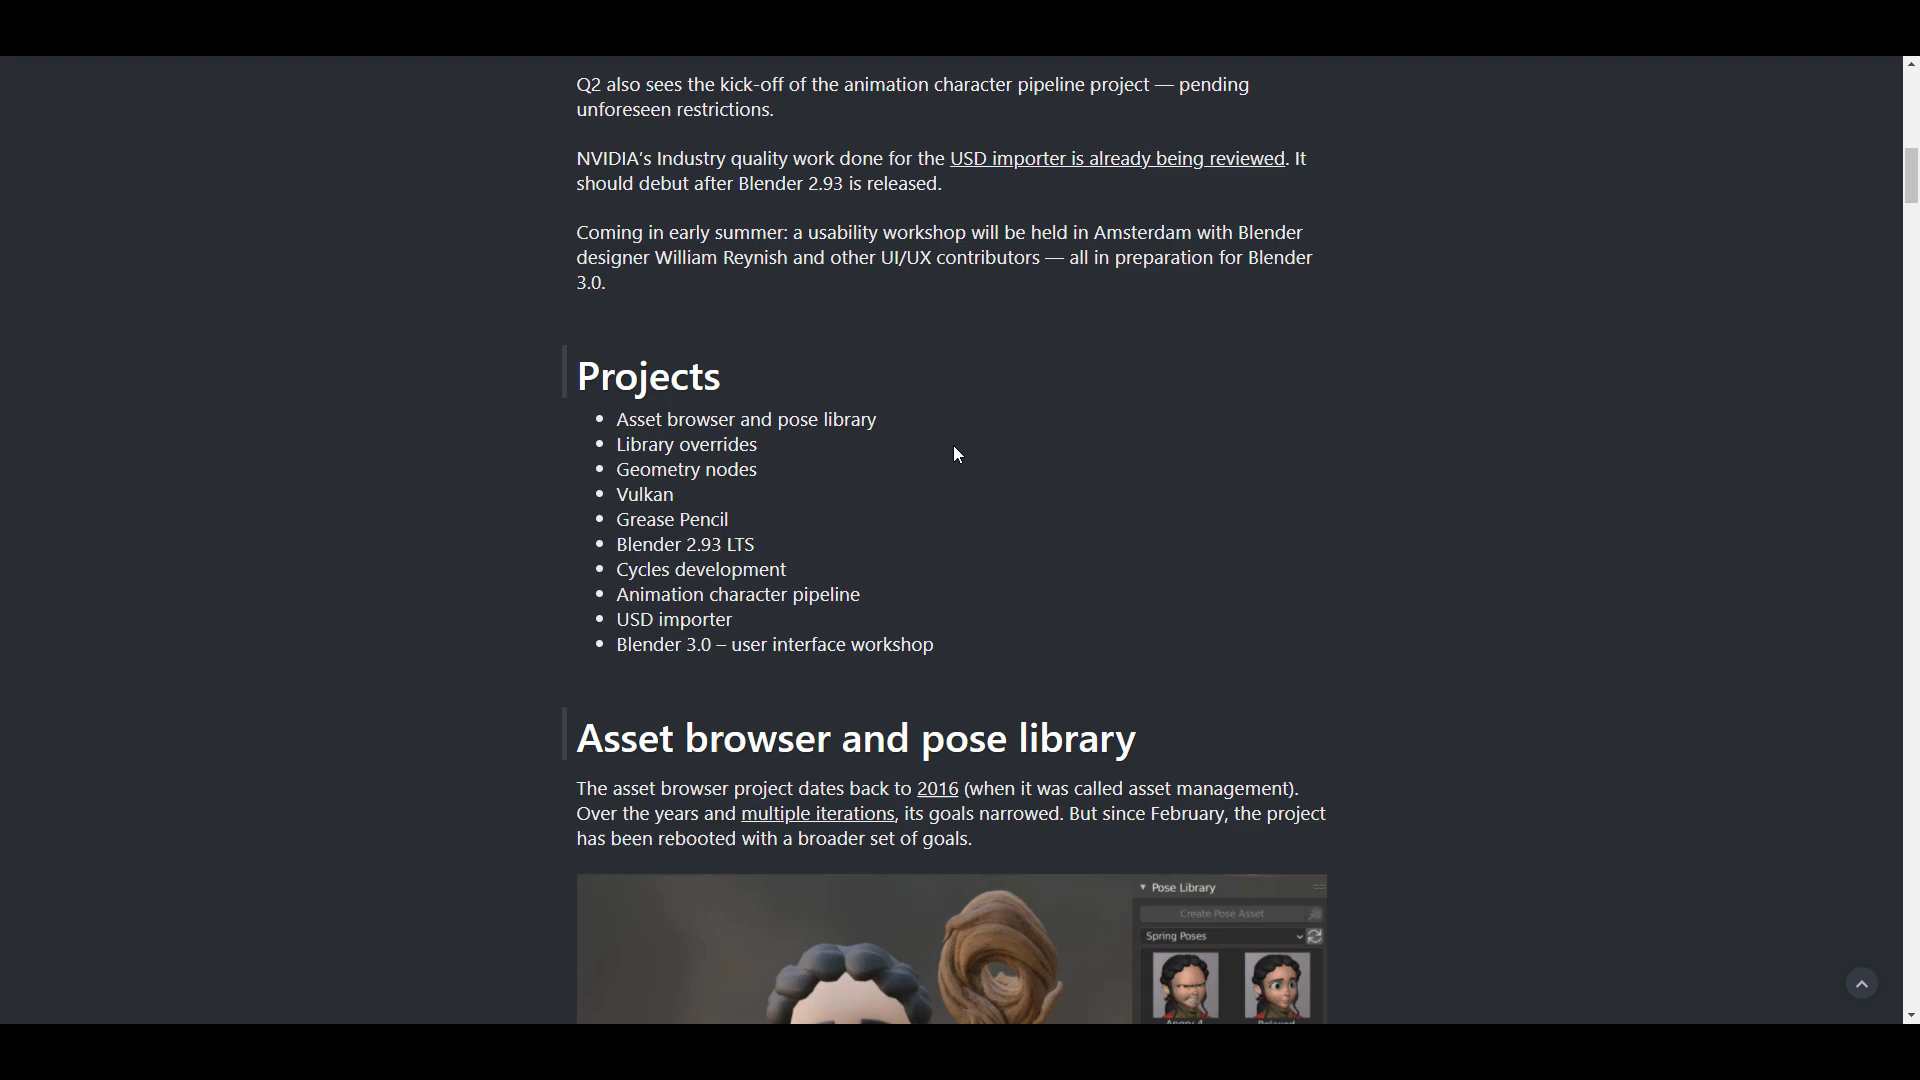 Q2 also sees the kick-off of the animation character pipeline project — pending
unforeseen restrictions.
NVIDIA's Industry quality work done for the USD importer is already being reviewed. It
should debut after Blender 2.93 is released.
Coming in early summer: a usability workshop will be held in Amsterdam with Blender
designer William Reynish and other UI/UX contributors — all in preparation for Blender
3.0.
Projects
• Asset browser and pose library
• Library overrides
• Geometry nodes
• Vulkan
• Grease Pencil
• Blender 2.93 LTS
• Cycles development
• Animation character pipeline
• USD importer
• Blender 3.0 – user interface workshop
Asset browser and pose library
The asset browser project dates back to 2016 (when it was called asset management).
Over the years and multiple iterations, its goals narrowed. But since February, the project
has been rebooted with a broader set of goals.
Pose Library
Create Pose Asset
Spring Poses